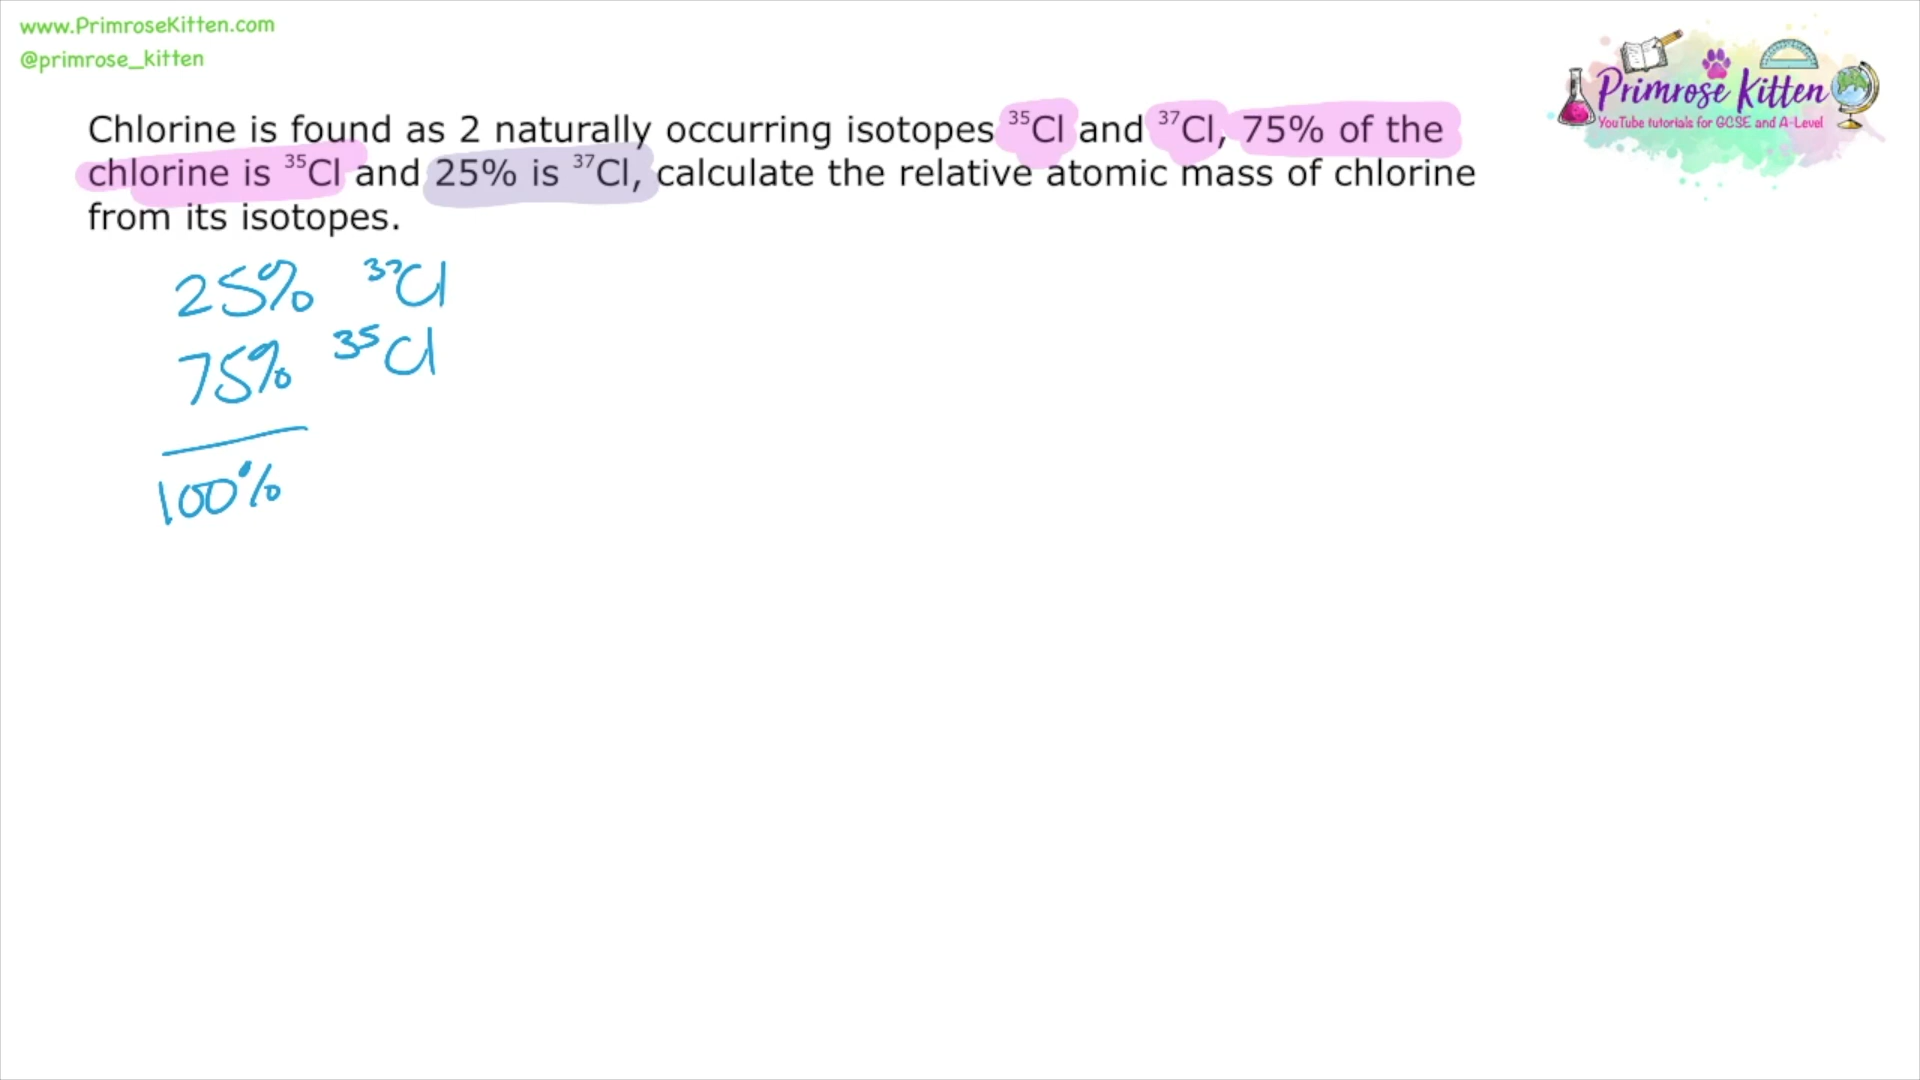 www.PrimroseKitten.com
@primrose_kitten
Primrose Kitten
YouTube tutorials for GCSE and A-Level
Chlorine is found as 2 naturally occurring isotopes ³⁵Cl and ³⁷Cl, 75% of the
chlorine is ³⁵Cl and 25% is ³⁷Cl, calculate the relative atomic mass of chlorine
from its isotopes.
25% ³⁷Cl
75% ³⁵Cl
100%